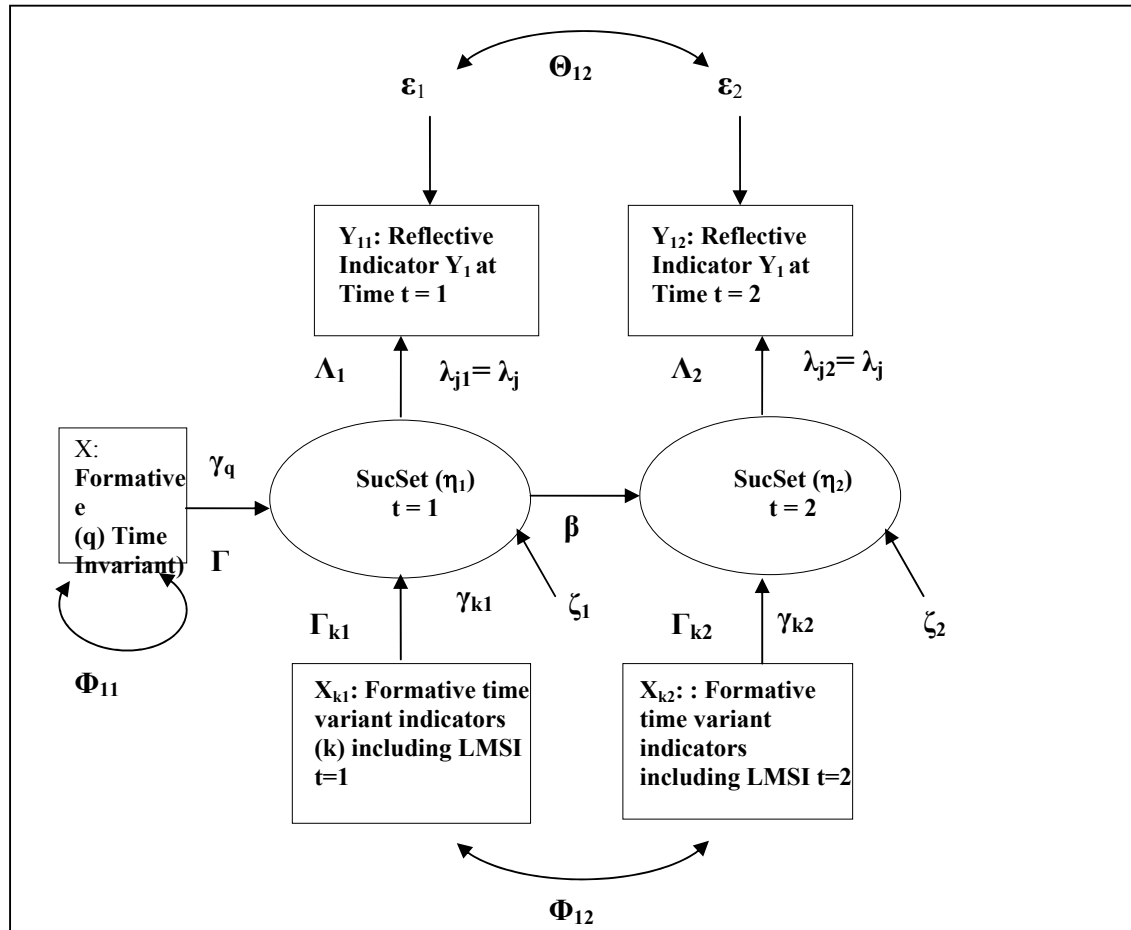 Θ12
ε1
ε2
Y11: Reflective
Indicator Y1 at
Time t = 1
Y12: Reflective
Indicator Y1 at
Time t = 2
Λ1
λj1= λj
Λ2
λj2= λj
X:
Formative
e
(q) Time
Invariant)
γq
Γ
SucSet (η1)
t = 1
β
SucSet (η2)
t = 2
Φ11
Γk1
γk1
ζ1
Γk2
γk2
ζ2
Xk1: Formative time
variant indicators
(k) including LMSI
t=1
Xk2: : Formative
time variant
indicators
including LMSI t=2
Φ12